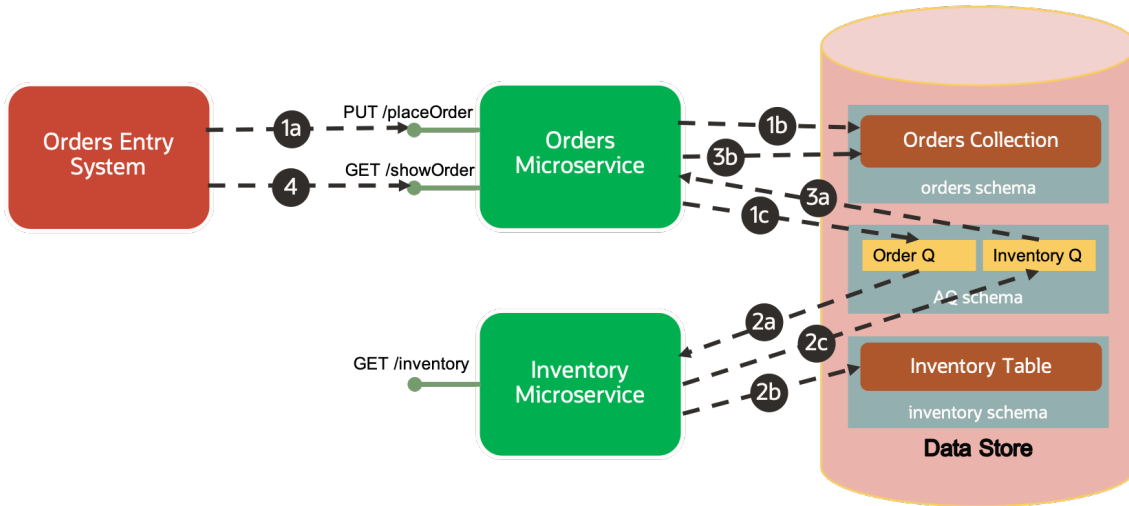 Orders Entry
System
1a
4
PUT /placeOrder
GET /showOrder
Orders
Microservice
1b
3b
3a
1c
Orders Collection
orders schema
Order Q
Inventory Q
AQ schema
2a
2c
2b
GET /inventory
Inventory
Microservice
Inventory Table
inventory schema
Data Store